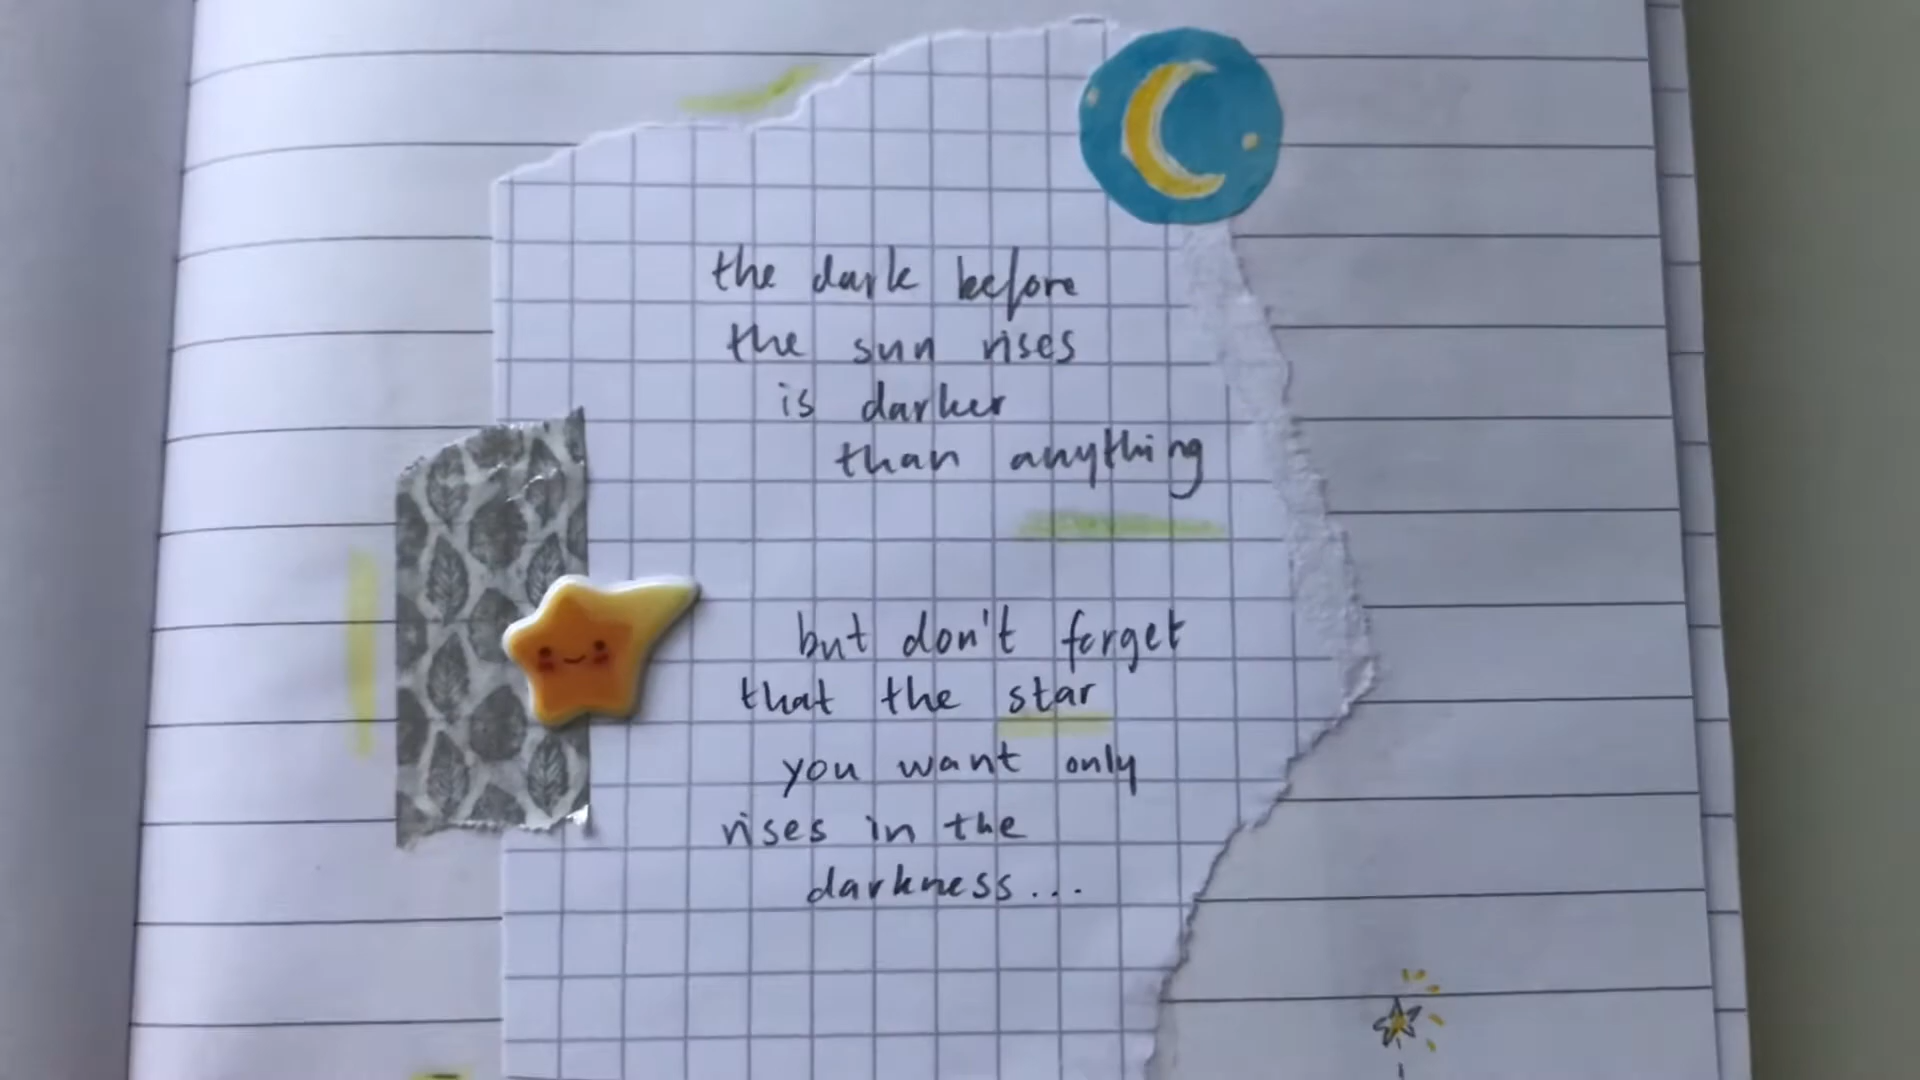 the dark before
the sun rises
is darker
than anything
but don't forget
that the star
you want only
rises in the
darkness...